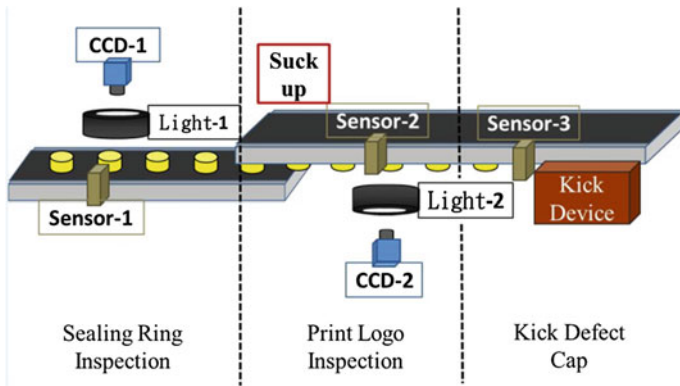 CCD-1
Light-1
Sensor-1
Suck
up
Sensor-2
Light-2
CCD-2
Sensor-3
Kick
Device
Sealing Ring
Inspection
Print Logo
Inspection
Kick Defect
Cap